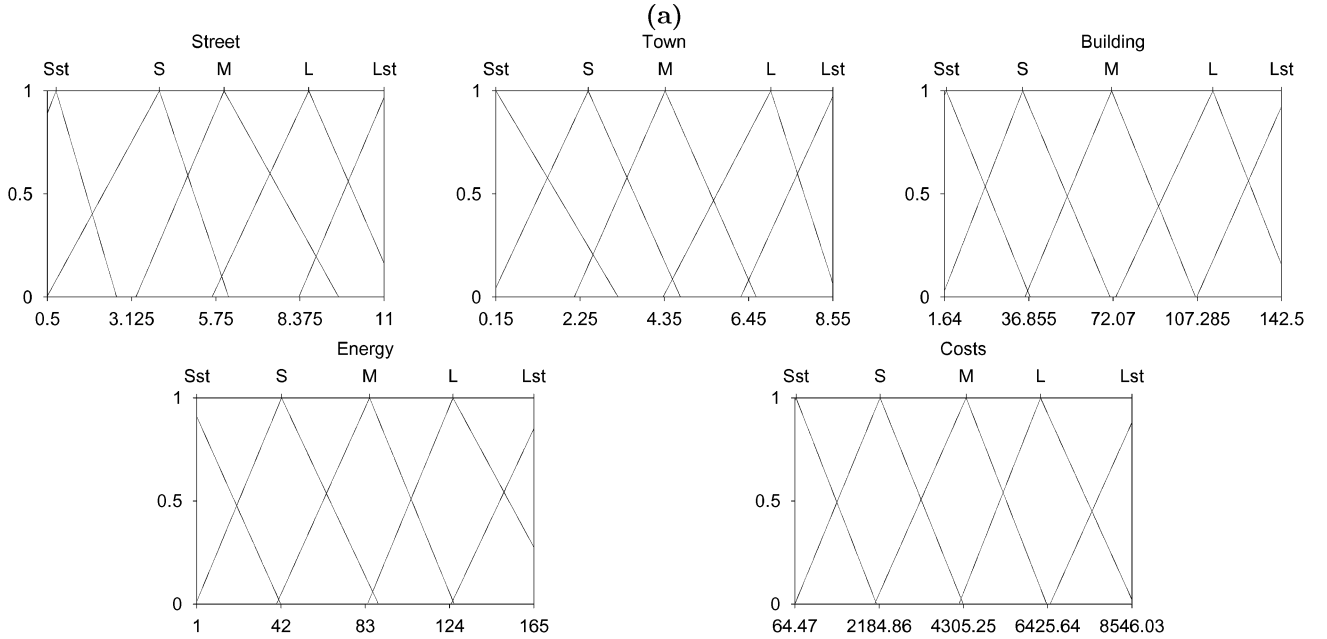 (a)
Street
Sst S M L Lst
1
0.5
0
0.5 3.125 5.75 8.375 11
Town
Sst S M L Lst
1
0.5
0
0.15 2.25 4.35 6.45 8.55
Building
Sst S M L Lst
1
0.5
0
1.64 36.855 72.07 107.285 142.5
Energy
Sst S M L Lst
1
0.5
0
1 42 83 124 165
Costs
Sst S M L Lst
1
0.5
0
64.47 2184.86 4305.25 6425.64 8546.03